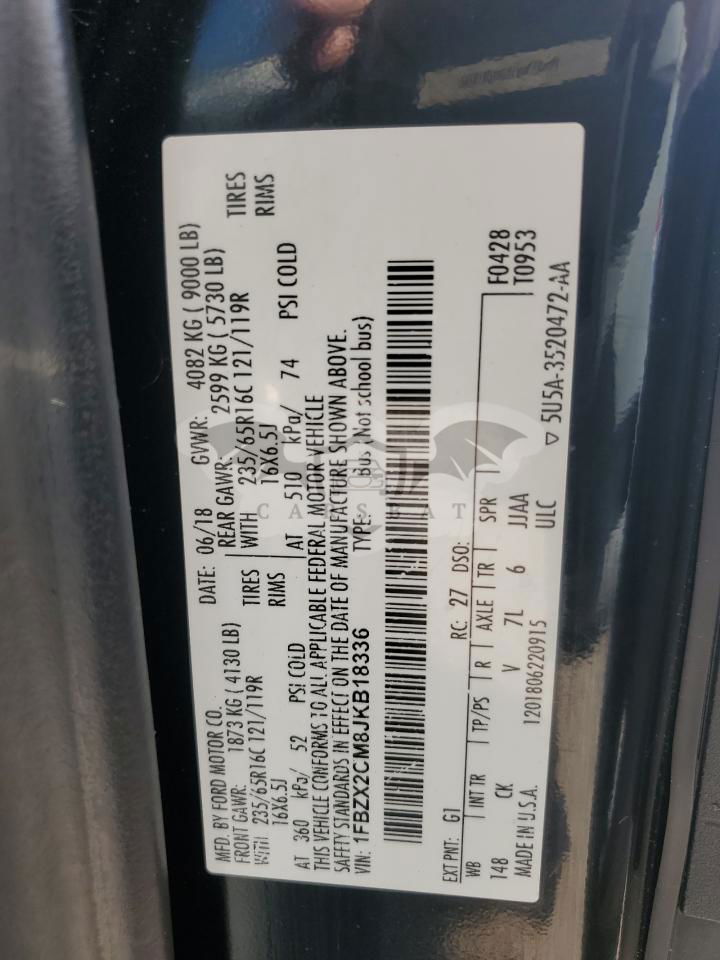 MFD. BY FORD MOTOR CO. DATE: 06/18 GVWR: 4082 KG ( 9000 LB)
FRONT GAWR: 1873 KG ( 4130 LB) REAR GAWR: 2599 KG ( 5730 LB)
WITH 235/65R16C 121/119R TIRES WITH 235/65R16C 121/119R TIRES
16X6.5J RIMS 16X6.5J RIMS
AT 360 kPa/ 52 PSI COLD AT 510 kPa/ 74 PSI COLD
THIS VEHICLE CONFORMS TO ALL APPLICABLE FEDERAL MOTOR VEHICLE
SAFETY STANDARDS IN EFFECT ON THE DATE OF MANUFACTURE SHOWN ABOVE.
VIN: 1FBZX2CM8JKB18336 TYPE: Bus ( Not school bus)
EXT PNT: G1 RC: 27 DSO: F0428
WB INT TR TP/PS R AXLE TR SPR T0953
148 CK V 7L 6 JJAA
MADE IN U.S.A. 1201806220915 ULC ▽ 5U5A-3520472-AA
CARSBAT